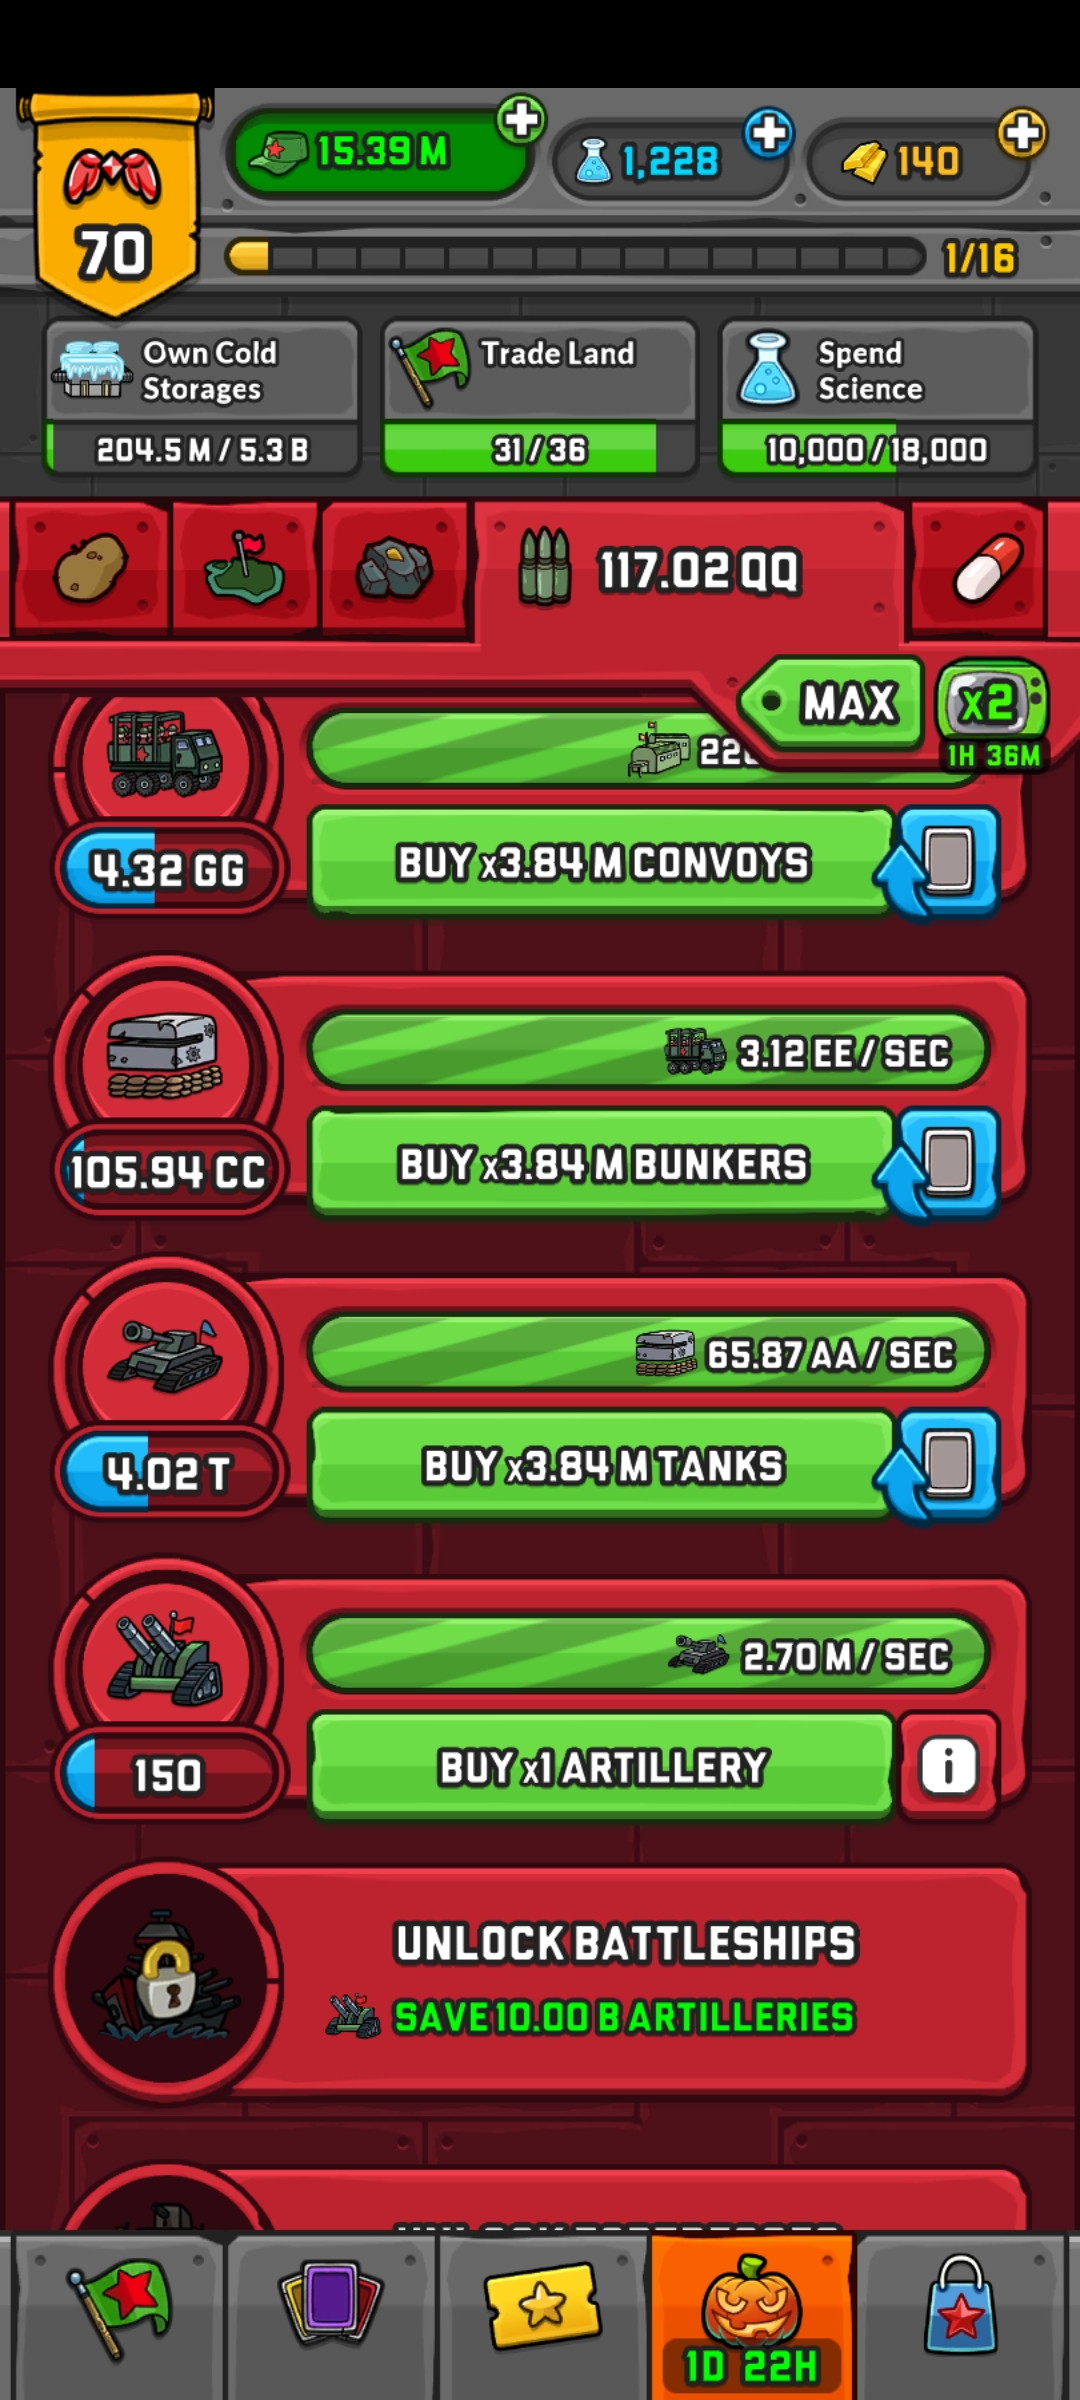 15.39 M
1,228
140
70
1/16
Own Cold
Storages
204.5 M / 5.3 B
Trade Land
31 / 36
Spend
Science
10,000 / 18,000
117.02 QQ
MAX
x2
1H 36M
4.32 GG
BUY x3.84 M CONVOYS
3.12 EE / SEC
105.94 CC
BUY x3.84 M BUNKERS
65.87 AA / SEC
4.02 T
BUY x3.84 M TANKS
2.70 M / SEC
150
BUY x1 ARTILLERY
i
UNLOCK BATTLESHIPS
SAVE 10.00 B ARTILLERIES
1D 22H